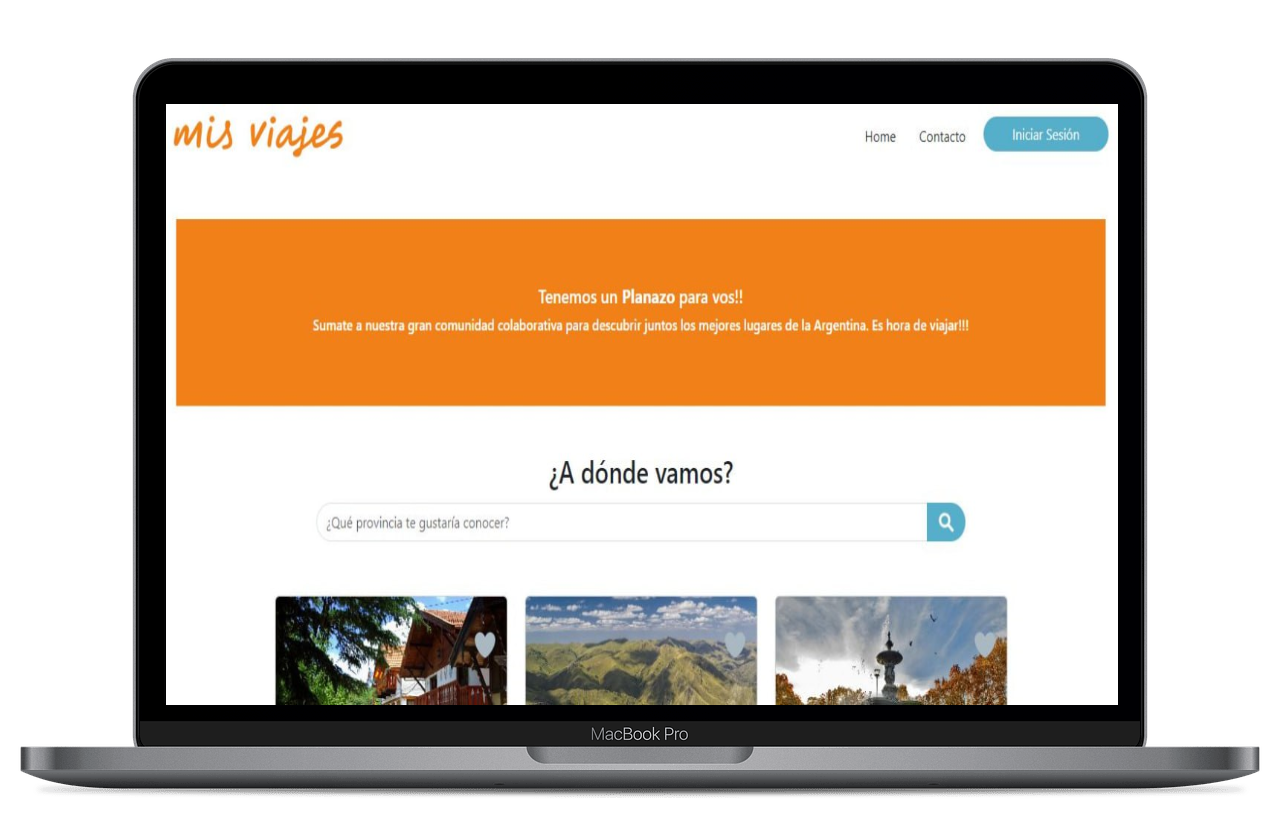 mis viajes
Home Contacto Iniciar Sesión
Tenemos un Planazo para vos!!
Sumate a nuestra gran comunidad colaborativa para descubrir juntos los mejores lugares de la Argentina. Es hora de viajar!!!
¿A dónde vamos?
¿Qué provincia te gustaría conocer?
MacBook Pro